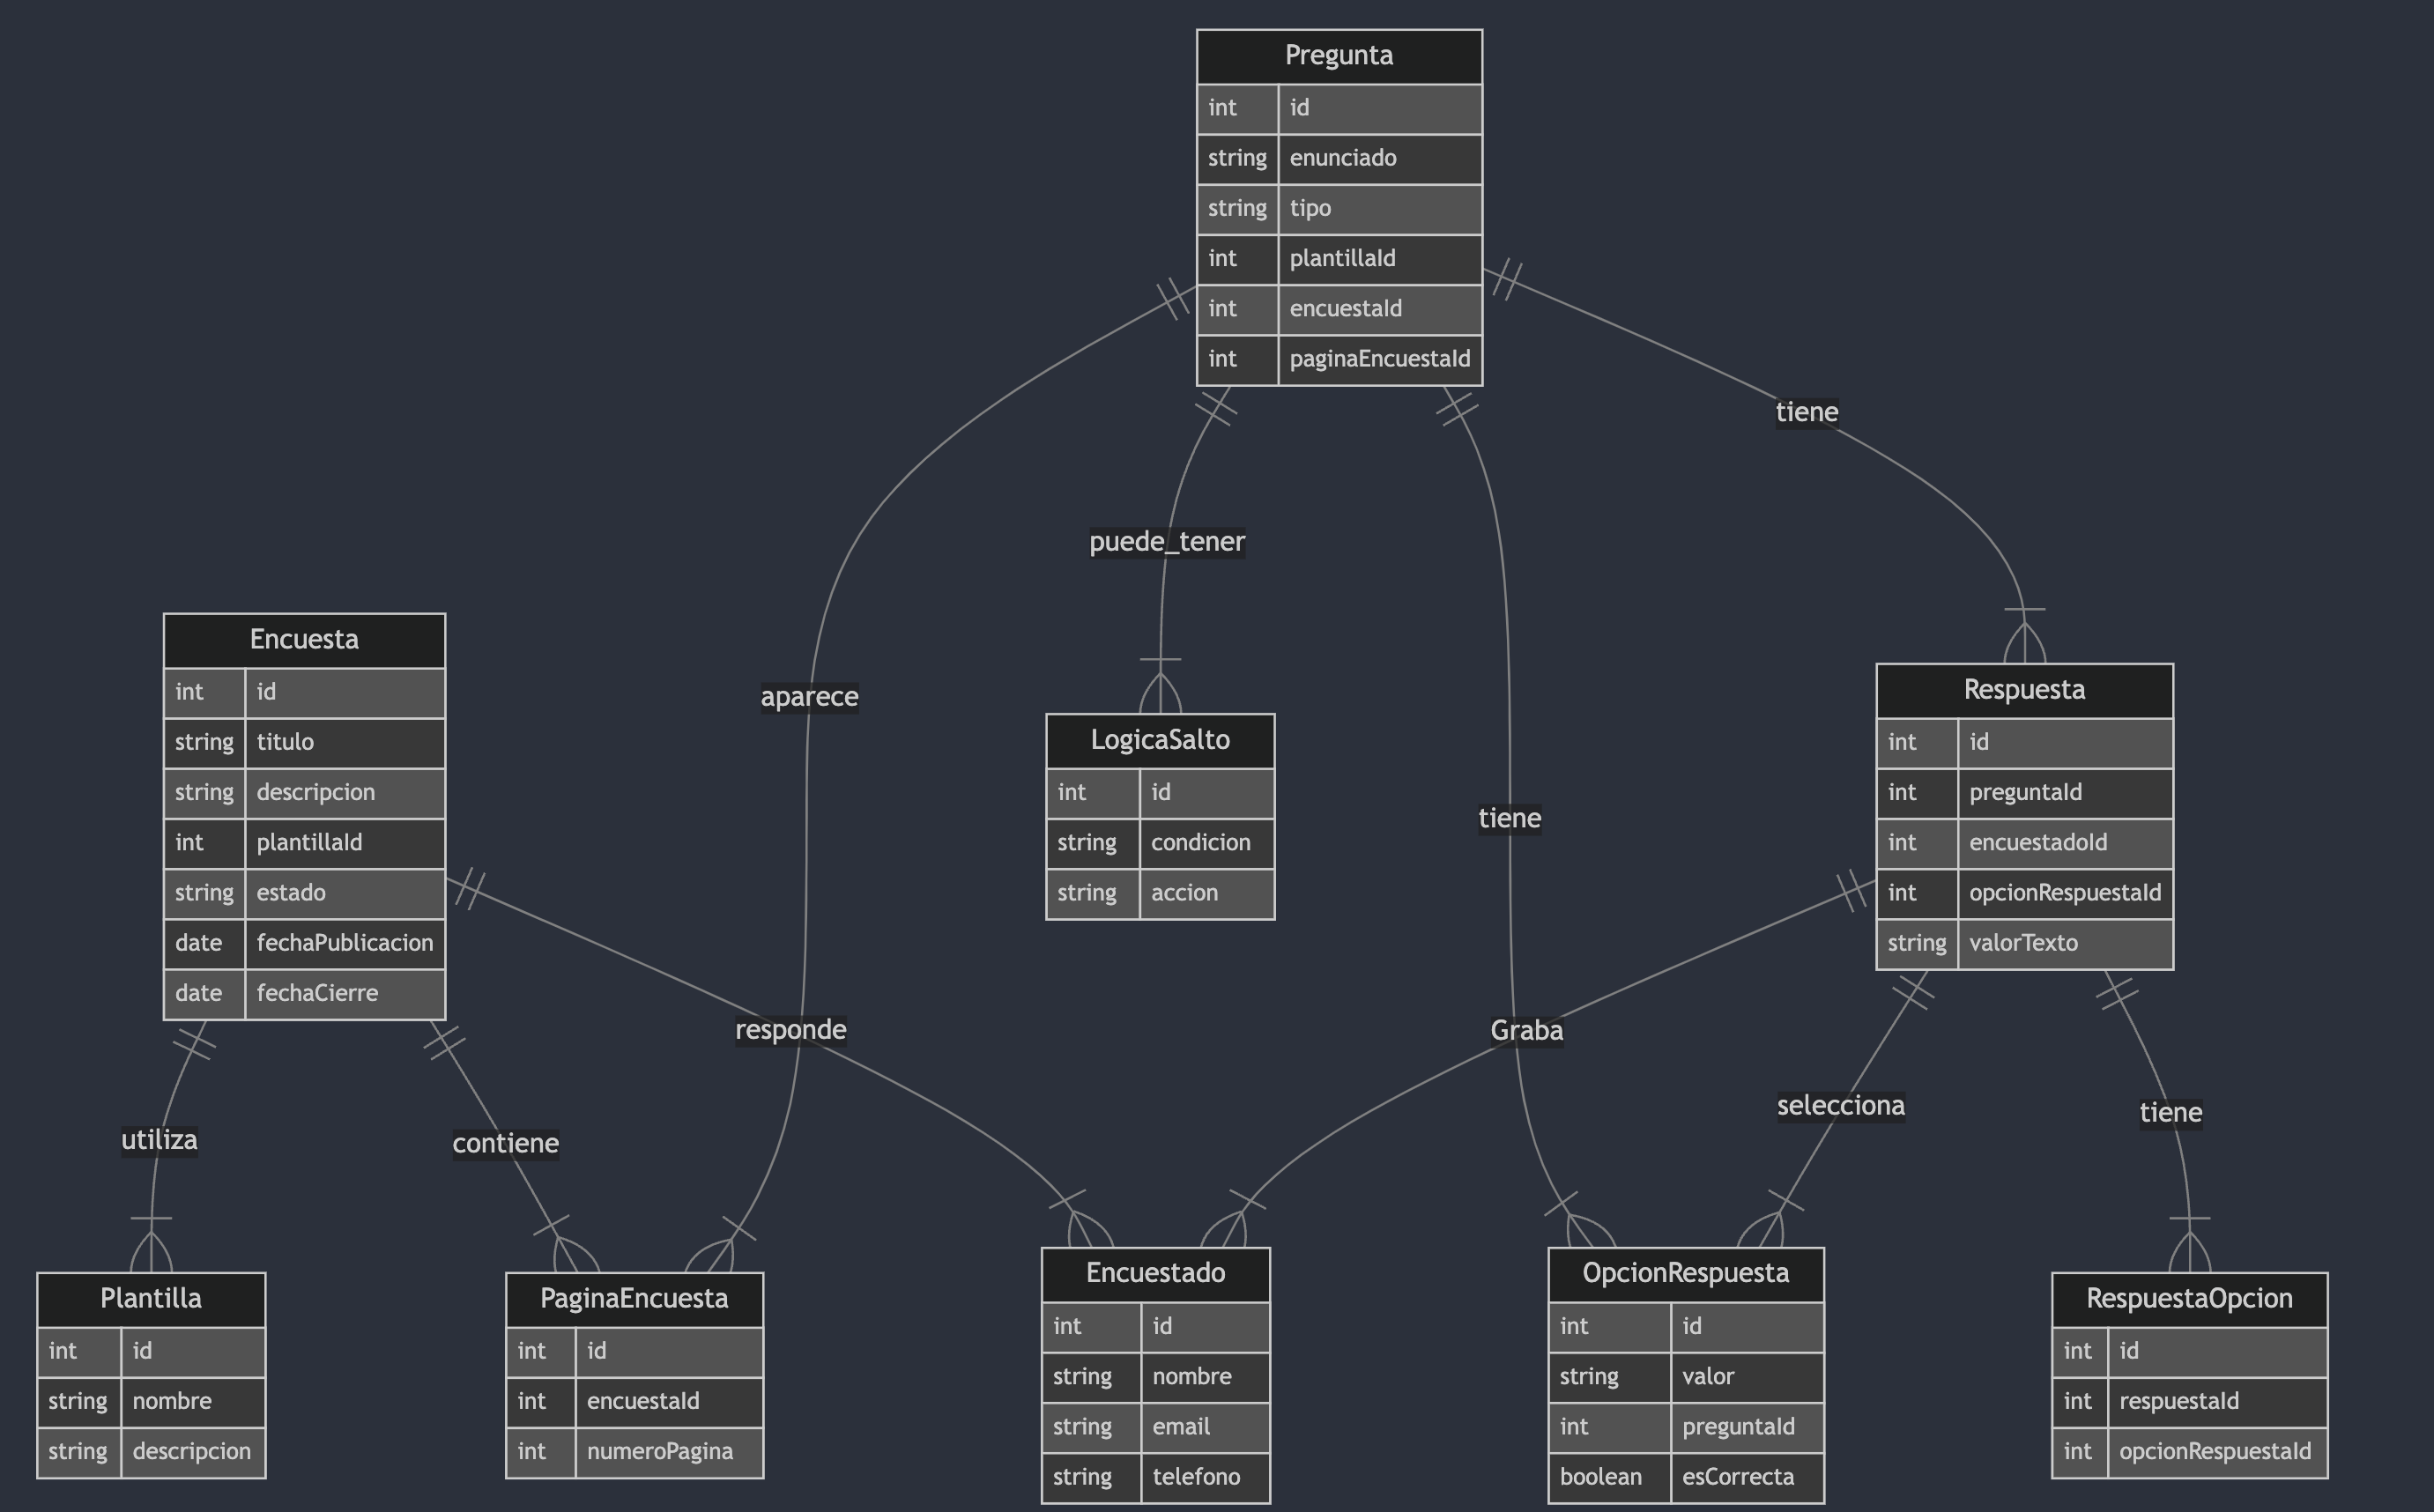 Pregunta
int id
string enunciado
string tipo
int plantillaId
int encuestaId
int paginaEncuestaId
tiene
puede_tener
aparece
tiene
Encuesta
int id
string titulo
string descripcion
int plantillaId
string estado
date fechaPublicacion
date fechaCierre
LogicaSalto
int id
string condicion
string accion
Respuesta
int id
int preguntaId
int encuestadoId
int opcionRespuestaId
string valorTexto
responde
Graba
utiliza
contiene
selecciona
tiene
Plantilla
int id
string nombre
string descripcion
PaginaEncuesta
int id
int encuestaId
int numeroPagina
Encuestado
int id
string nombre
string email
string telefono
OpcionRespuesta
int id
string valor
int preguntaId
boolean esCorrecta
RespuestaOpcion
int id
int respuestaId
int opcionRespuestaId